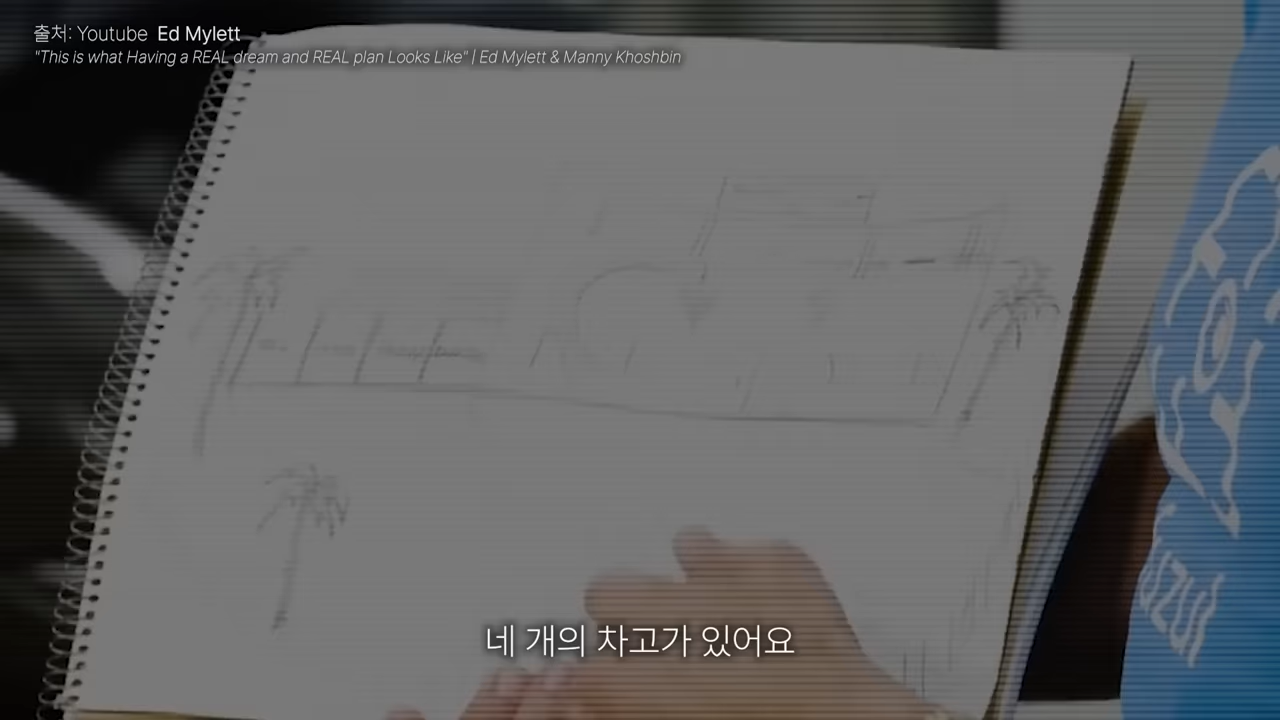 출처: Youtube Ed Mylett
"This is what Having a REAL dream and REAL plan Looks Like" | Ed Mylett & Manny Khoshbin
네 개의 차고가 있어요